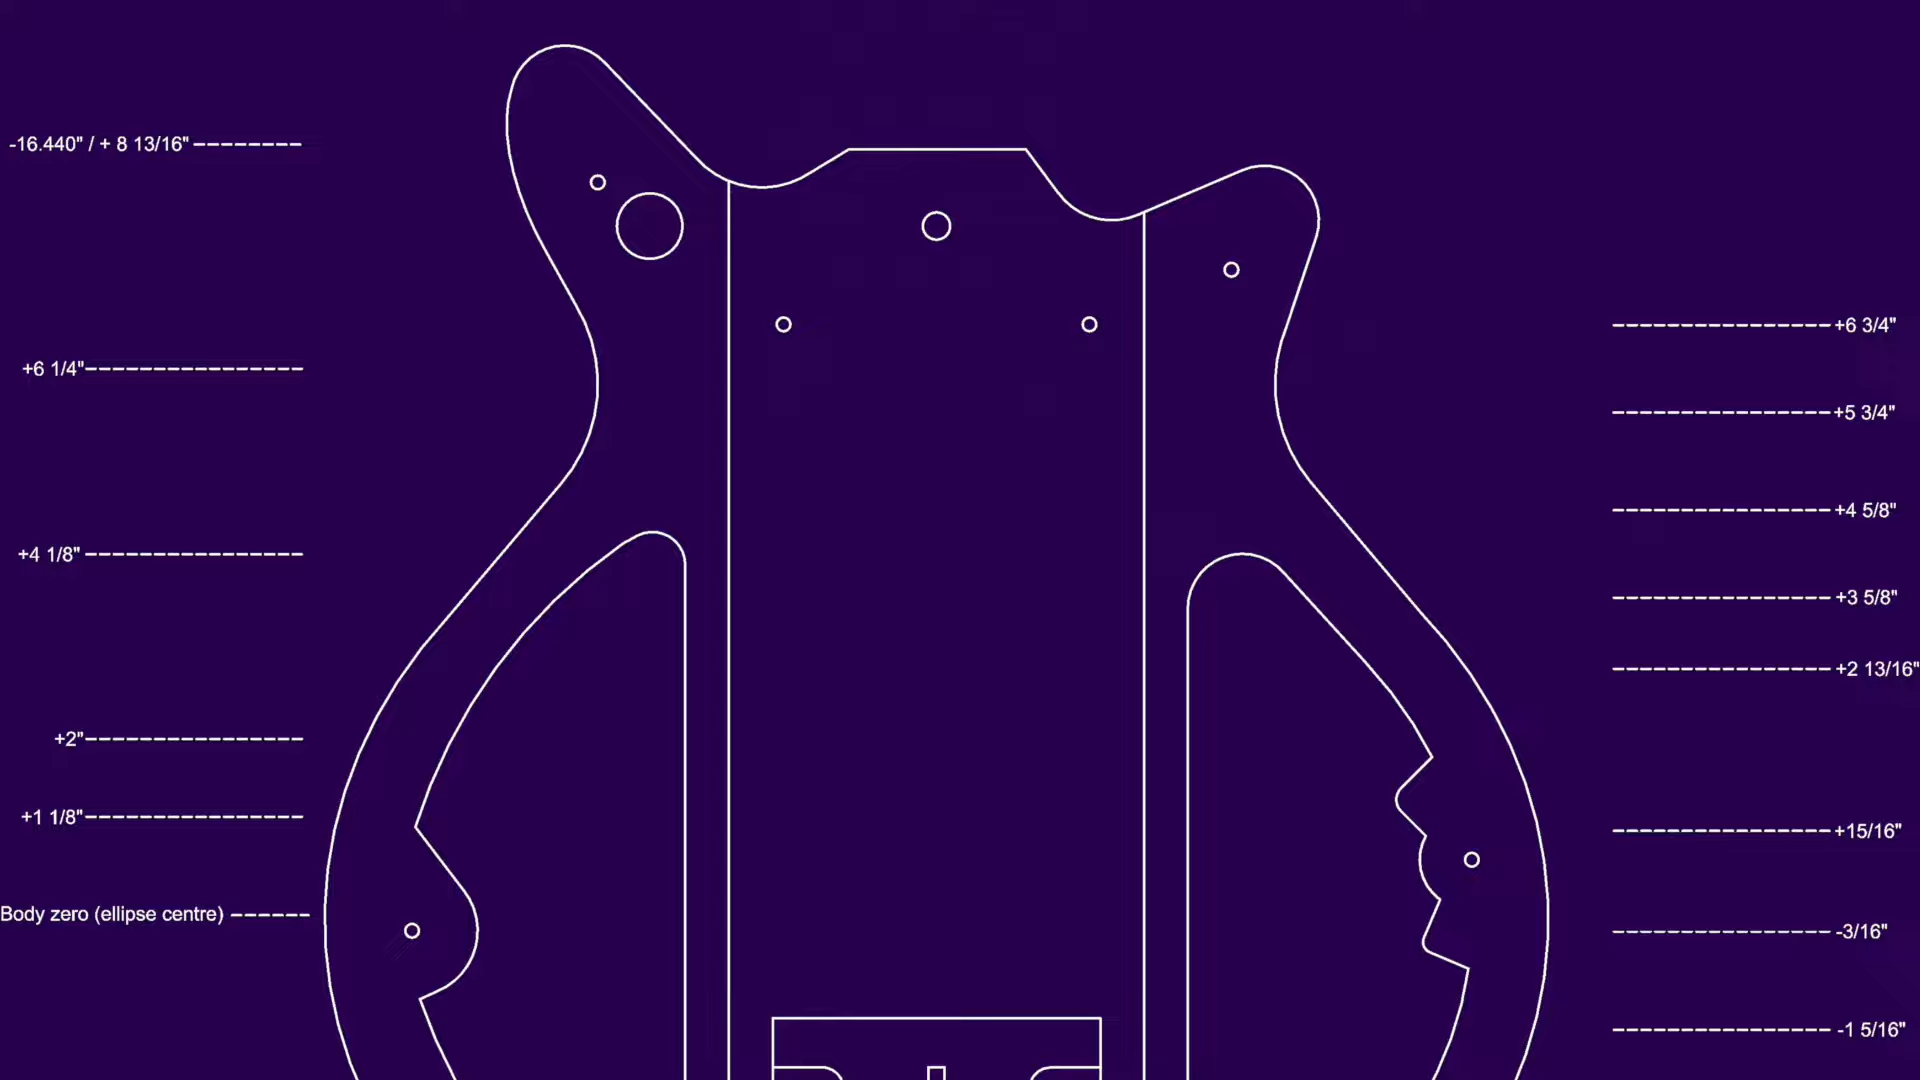 -16.440" / + 8 13/16" --------
---------------- +6 3/4"
+6 1/4" ----------------
---------------- +5 3/4"
---------------- +4 5/8"
+4 1/8" ----------------
---------------- +3 5/8"
---------------- +2 13/16"
+2" ----------------
+1 1/8" ----------------
---------------- +15/16"
Body zero (ellipse centre) ------
---------------- -3/16"
---------------- -1 5/16"